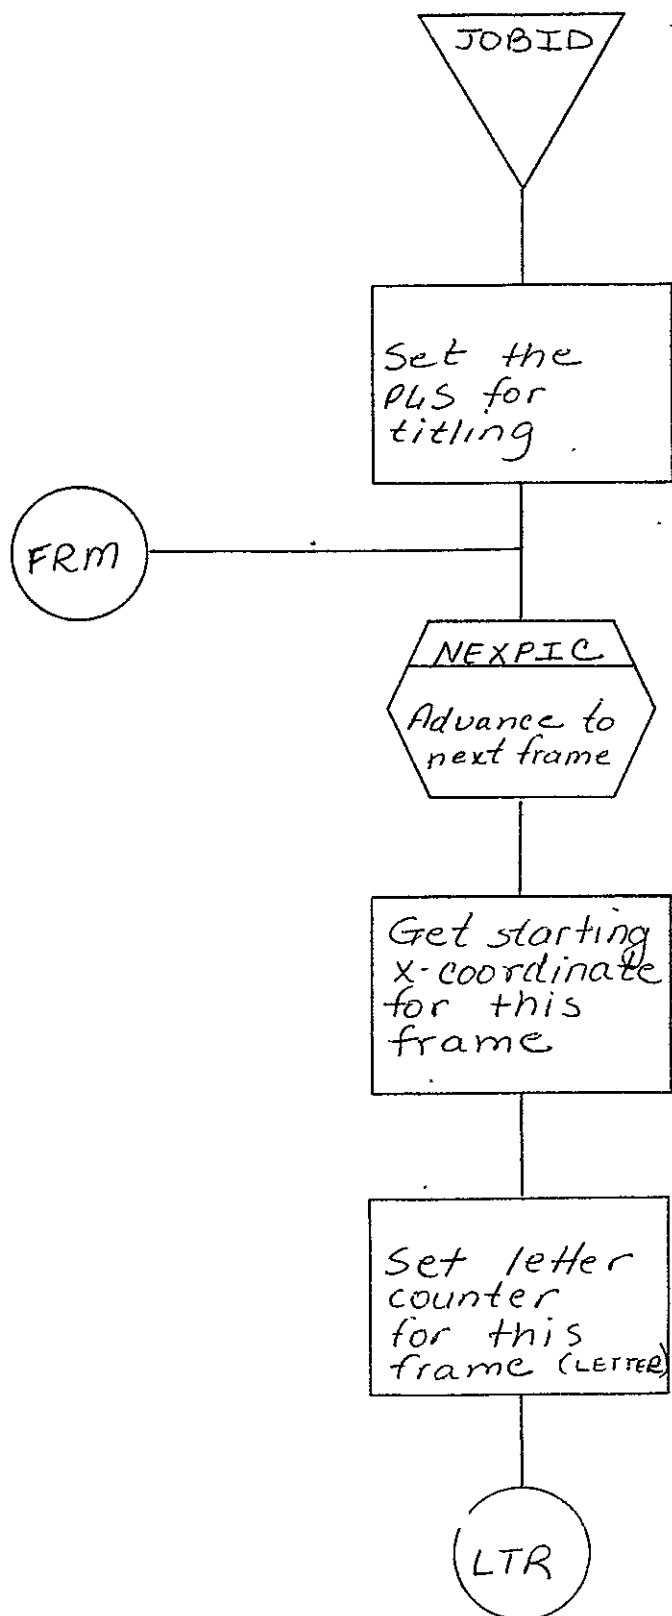 JOBID
Set the
PLS for
titling
FRM
NEXPIC
Advance to
next frame
Get starting
X-coordinate
for this
frame
Set letter
counter
for this
frame (LETTER)
LTR